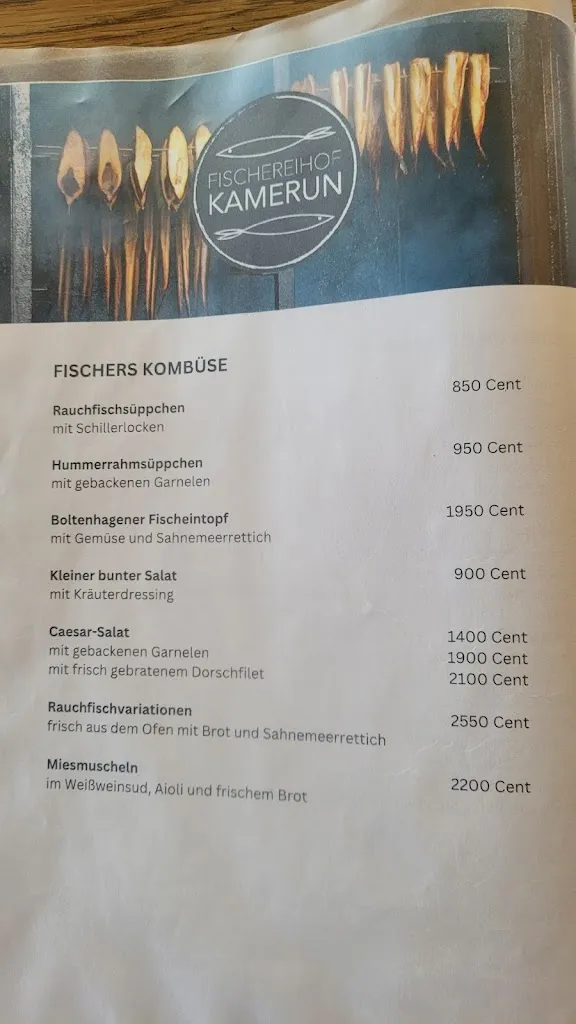 FISCHEREIHOF
KAMERUN
FISCHERS KOMBÜSE
850 Cent
Rauchfischsüppchen
mit Schillerlocken
950 Cent
Hummerrahmsüppchen
mit gebackenen Garnelen
1950 Cent
Boltenhagener Fischeintopf
mit Gemüse und Sahnemeerrettich
Kleiner bunter Salat 900 Cent
mit Kräuterdressing
Caesar-Salat 1400 Cent
mit gebackenen Garnelen 1900 Cent
mit frisch gebratenem Dorschfilet 2100 Cent
Rauchfischvariationen
frisch aus dem Ofen mit Brot und Sahnemeerrettich 2550 Cent
Miesmuscheln
im Weißweinsud, Aioli und frischem Brot 2200 Cent